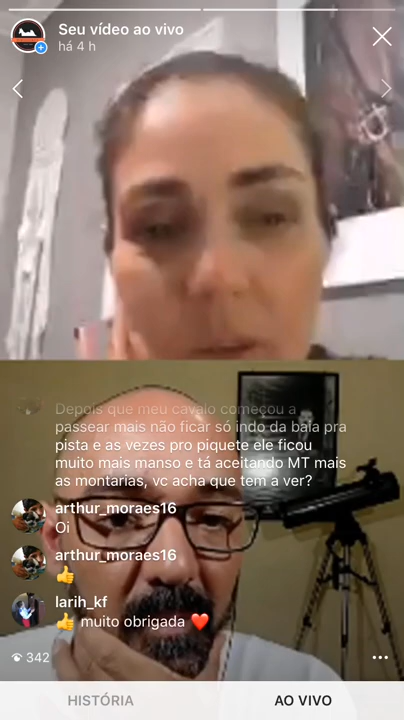 Seu vídeo ao vivo
há 4 h
Depois que meu cavalo começou a
passear mais não ficar só indo da baia pra
pista e as vezes pro piquete ele ficou
muito mais manso e tá aceitando MT mais
as montarias, vc acha que tem a ver?
arthur_moraes16
Oi
arthur_moraes16
👍
larih_kf
👍 muito obrigada ❤️
342
HISTÓRIA
AO VIVO